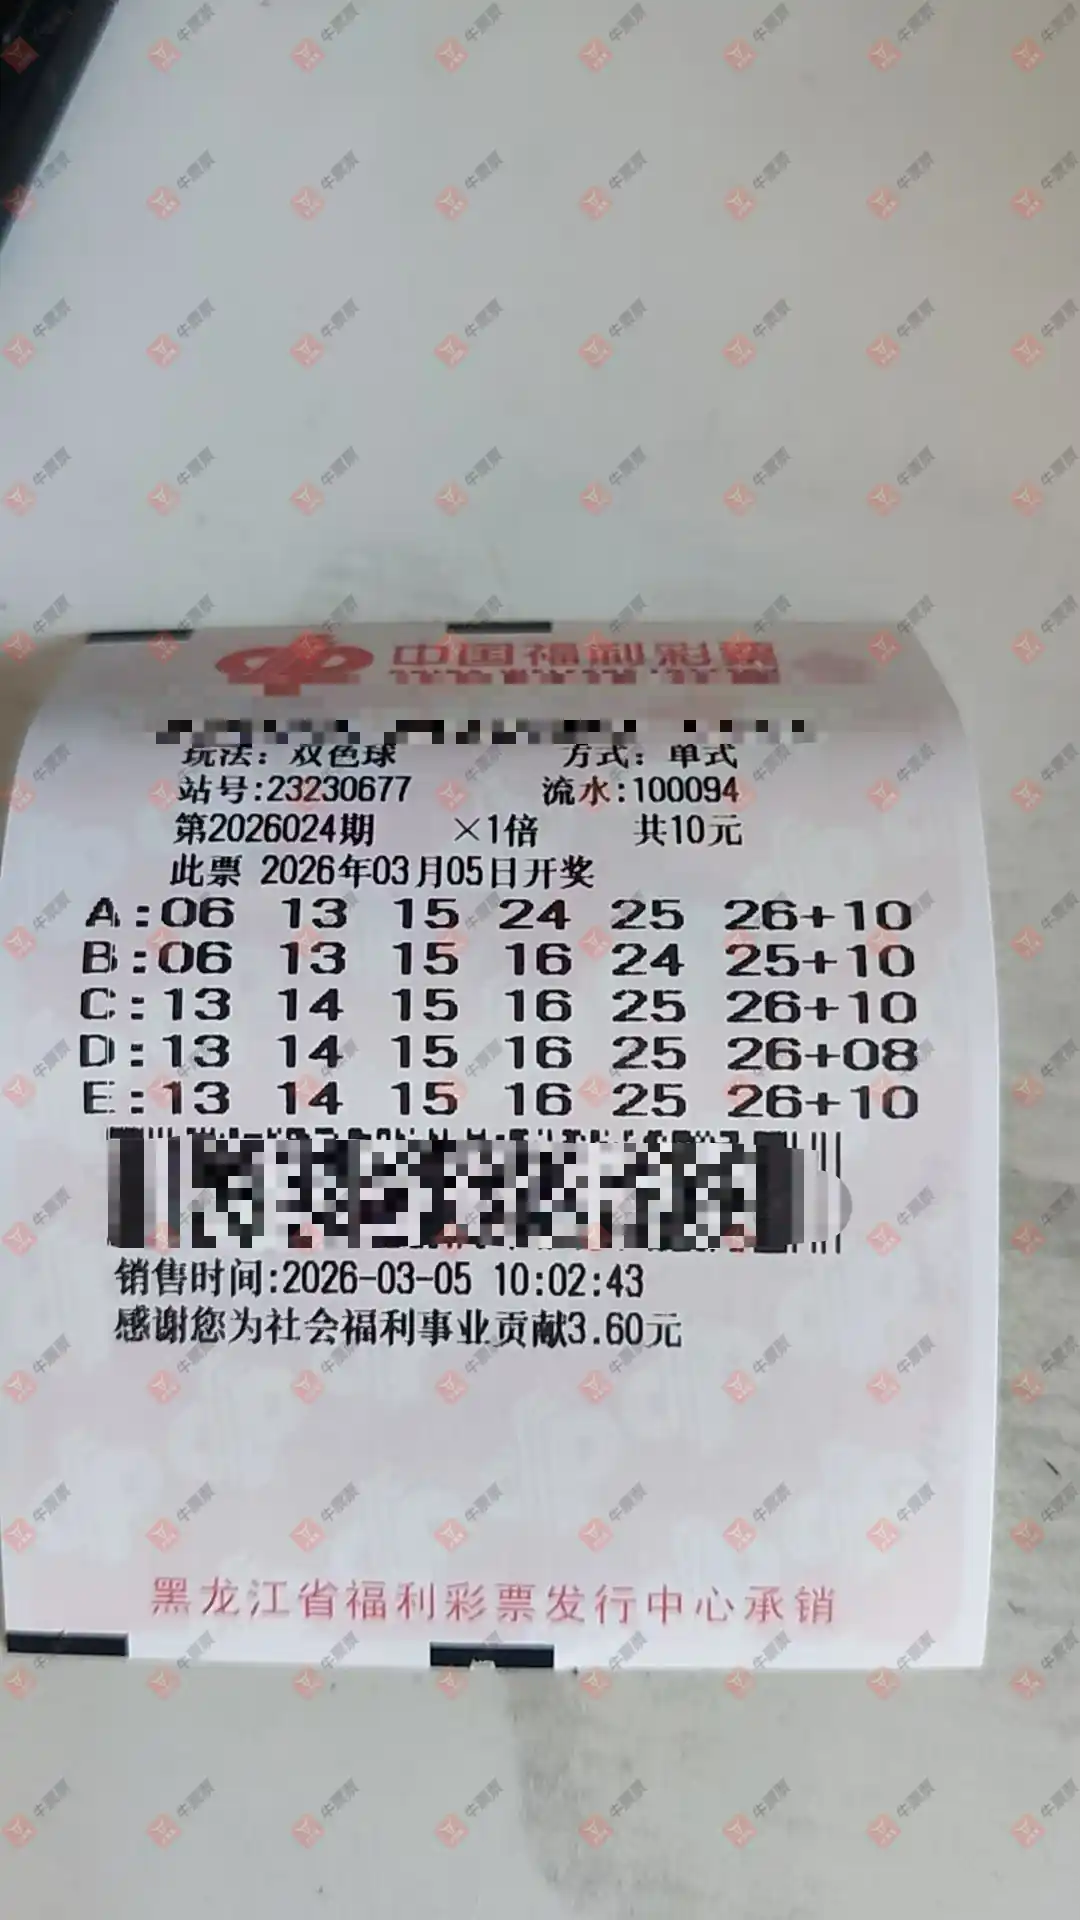 中国福利彩票
玩法：双色球 方式：单式
站号:23230677 流水:100094
第2026024期 ×1倍 共10元
此票 2026年03月05日开奖
A:06 13 15 24 25 26+10
B:06 13 15 16 24 25+10
C:13 14 15 16 25 26+10
D:13 14 15 16 25 26+08
E:13 14 15 16 25 26+10
销售时间:2026-03-05 10:02:43
感谢您为社会福利事业贡献3.60元
黑龙江省福利彩票发行中心承销